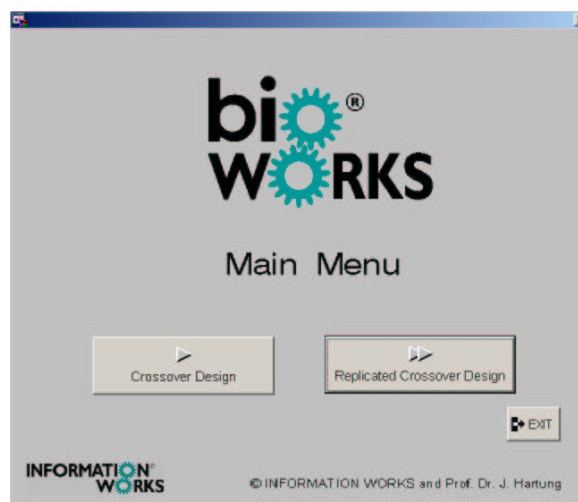 bio®
WORKS
Main Menu
Crossover Design
Replicated Crossover Design
EXIT
INFORMATION®
WORKS
© INFORMATION WORKS and Prof. Dr. J. Hartung